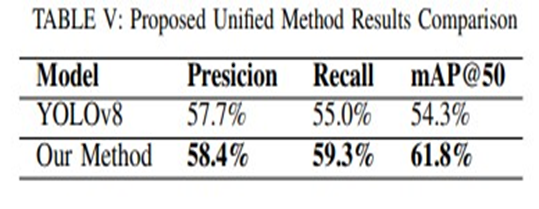 TABLE V: Proposed Unified Method Results Comparison
Model Presicion Recall mAP@50
YOLOv8 57.7% 55.0% 54.3%
Our Method 58.4% 59.3% 61.8%